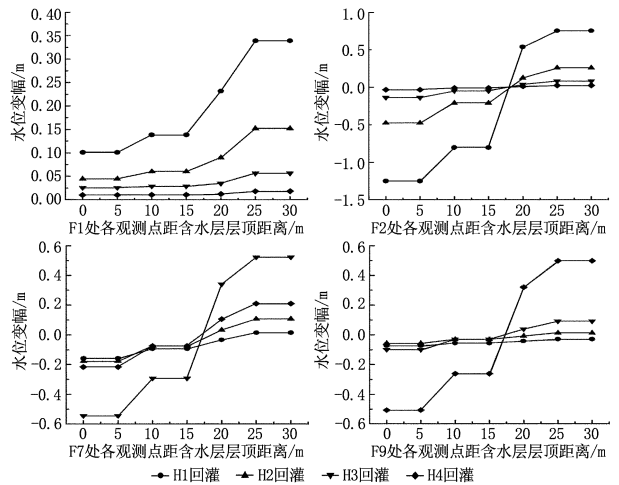 水位变幅/m
0.40
0.35
0.30
0.25
0.20
0.15
0.10
0.05
0.00
0 5 10 15 20 25 30
F1处各观测点距含水层层顶距离/m
水位变幅/m
1.0
0.5
0.0
-0.5
-1.0
-1.5
0 5 10 15 20 25 30
F2处各观测点距含水层层顶距离/m
水位变幅/m
0.6
0.4
0.2
0.0
-0.2
-0.4
-0.6
0 5 10 15 20 25 30
F7处各观测点距含水层层顶距离/m
水位变幅/m
0.6
0.4
0.2
0.0
-0.2
-0.4
-0.6
0 5 10 15 20 25 30
F9处各观测点距含水层层顶距离/m
H1回灌 H2回灌 H3回灌 H4回灌